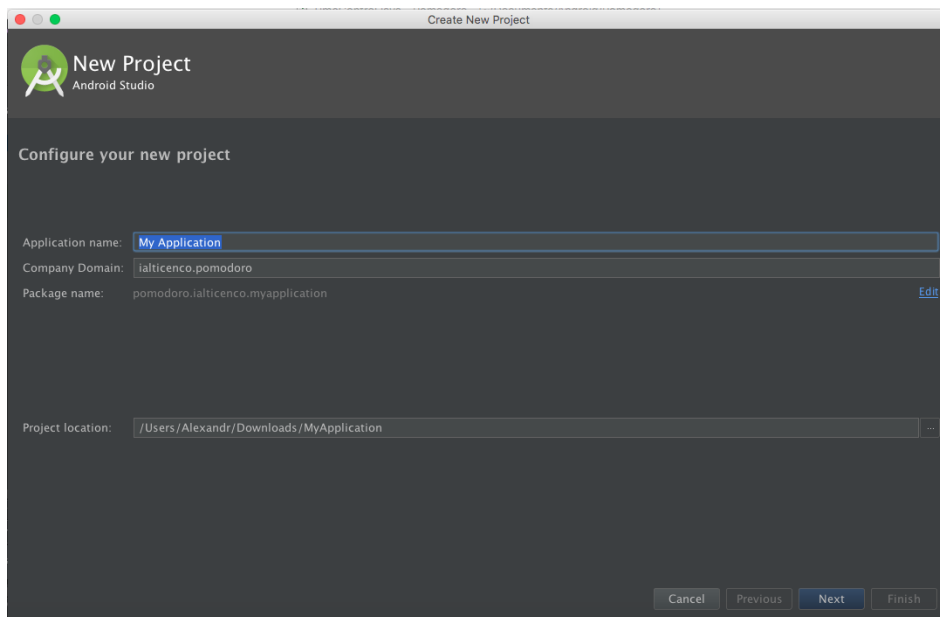 Create New Project
New Project
Android Studio
Configure your new project
Application name: My Application
Company Domain: ialticenco.pomodoro
Package name: pomodoro.ialticenco.myapplication Edit
Project location: /Users/Alexandr/Downloads/MyApplication ...
Cancel Previous Next Finish